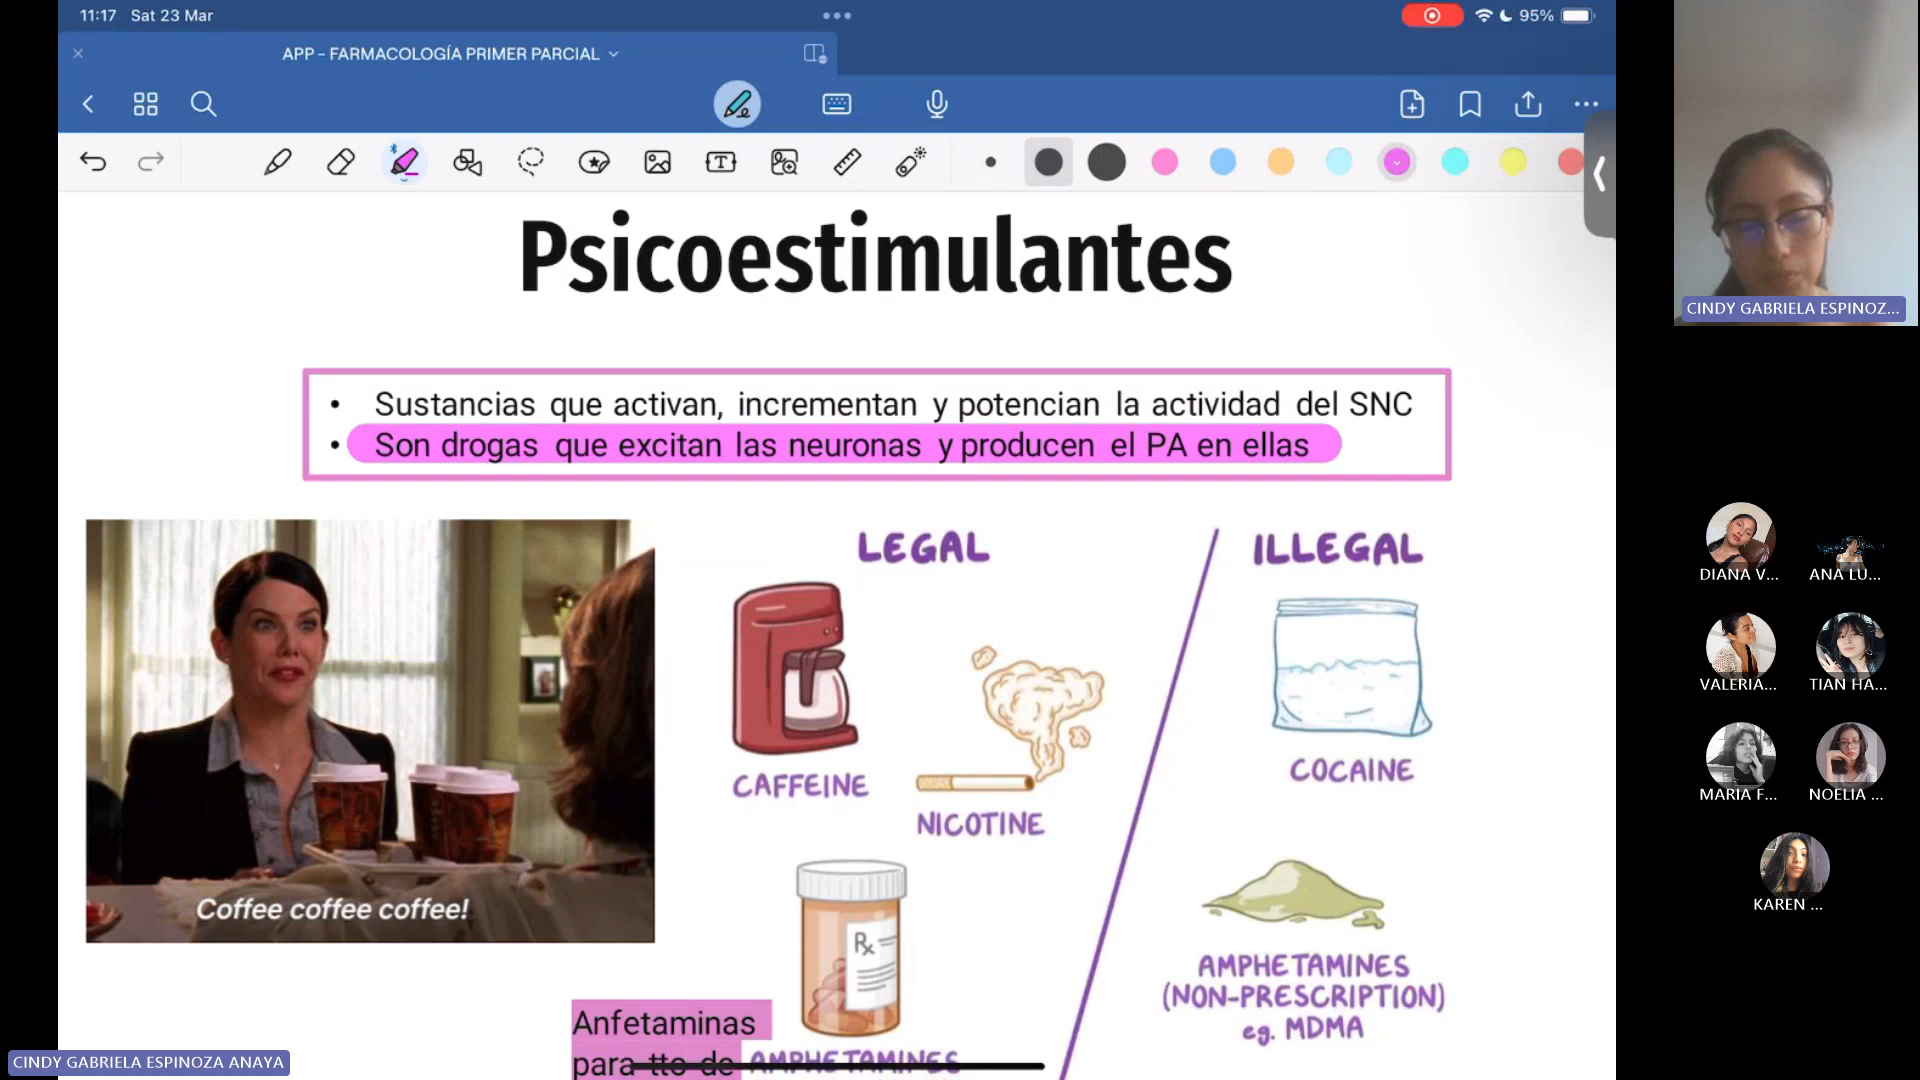 11:17 Sat 23 Mar
95%
APP - FARMACOLOGÍA PRIMER PARCIAL
Psicoestimulantes
• Sustancias que activan, incrementan y potencian la actividad del SNC
• Son drogas que excitan las neuronas y producen el PA en ellas
LEGAL
ILLEGAL
CAFFEINE
NICOTINE
COCAINE
Coffee coffee coffee!
Rx
AMPHETAMINES
(NON-PRESCRIPTION)
eg. MDMA
Anfetaminas
para tto de
AMPHETAMINES
CINDY GABRIELA ESPINOZA ANAYA
CINDY GABRIELA ESPINOZ...
DIANA V...
ANA LU...
VALERIA...
TIAN HA...
MARIA F...
NOELIA ...
KAREN ...